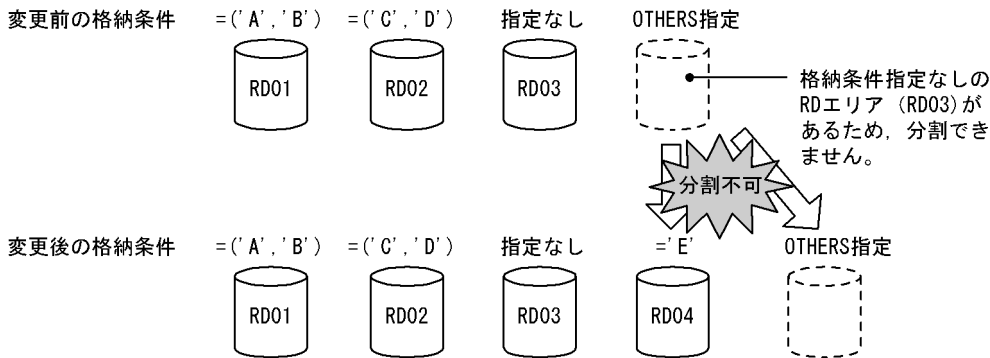 変更前の格納条件 =('A','B') =('C','D') 指定なし OTHERS指定
RD01 RD02 RD03
格納条件指定なしの
RDエリア (RD03)が
あるため，分割でき
ません。
分割不可
変更後の格納条件 =('A','B') =('C','D') 指定なし ='E' OTHERS指定
RD01 RD02 RD03 RD04